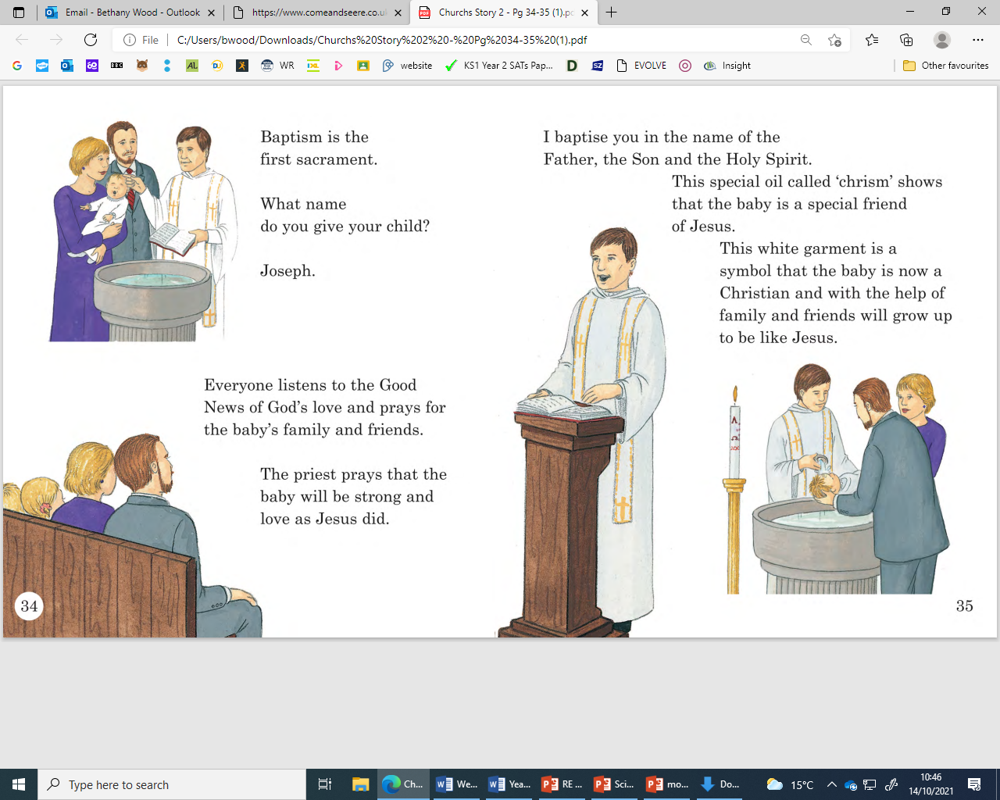 Email - Bethany Wood - Outlook
https://www.comeandseere.co.uk
Churchs Story 2 - Pg 34-35 (1).pdf
File
C:/Users/bwood/Downloads/Churchs%20Story%202%20-%20Pg%2034-35%20(1).pdf
BBC
AL
WR
IXL
website
KS1 Year 2 SATs Pap...
D
SZ
EVOLVE
Insight
Other favourites
Baptism is the
first sacrament.
What name
do you give your child?
Joseph.
Everyone listens to the Good
News of God's love and prays for
the baby's family and friends.
The priest prays that the
baby will be strong and
love as Jesus did.
34
I baptise you in the name of the
Father, the Son and the Holy Spirit.
This special oil called ‘chrism’ shows
that the baby is a special friend
of Jesus.
This white garment is a
symbol that the baby is now a
Christian and with the help of
family and friends will grow up
to be like Jesus.
35
Type here to search
Ch...
We...
Yea...
RE ...
Sci...
mo...
Do...
15°C
10:46
14/10/2021